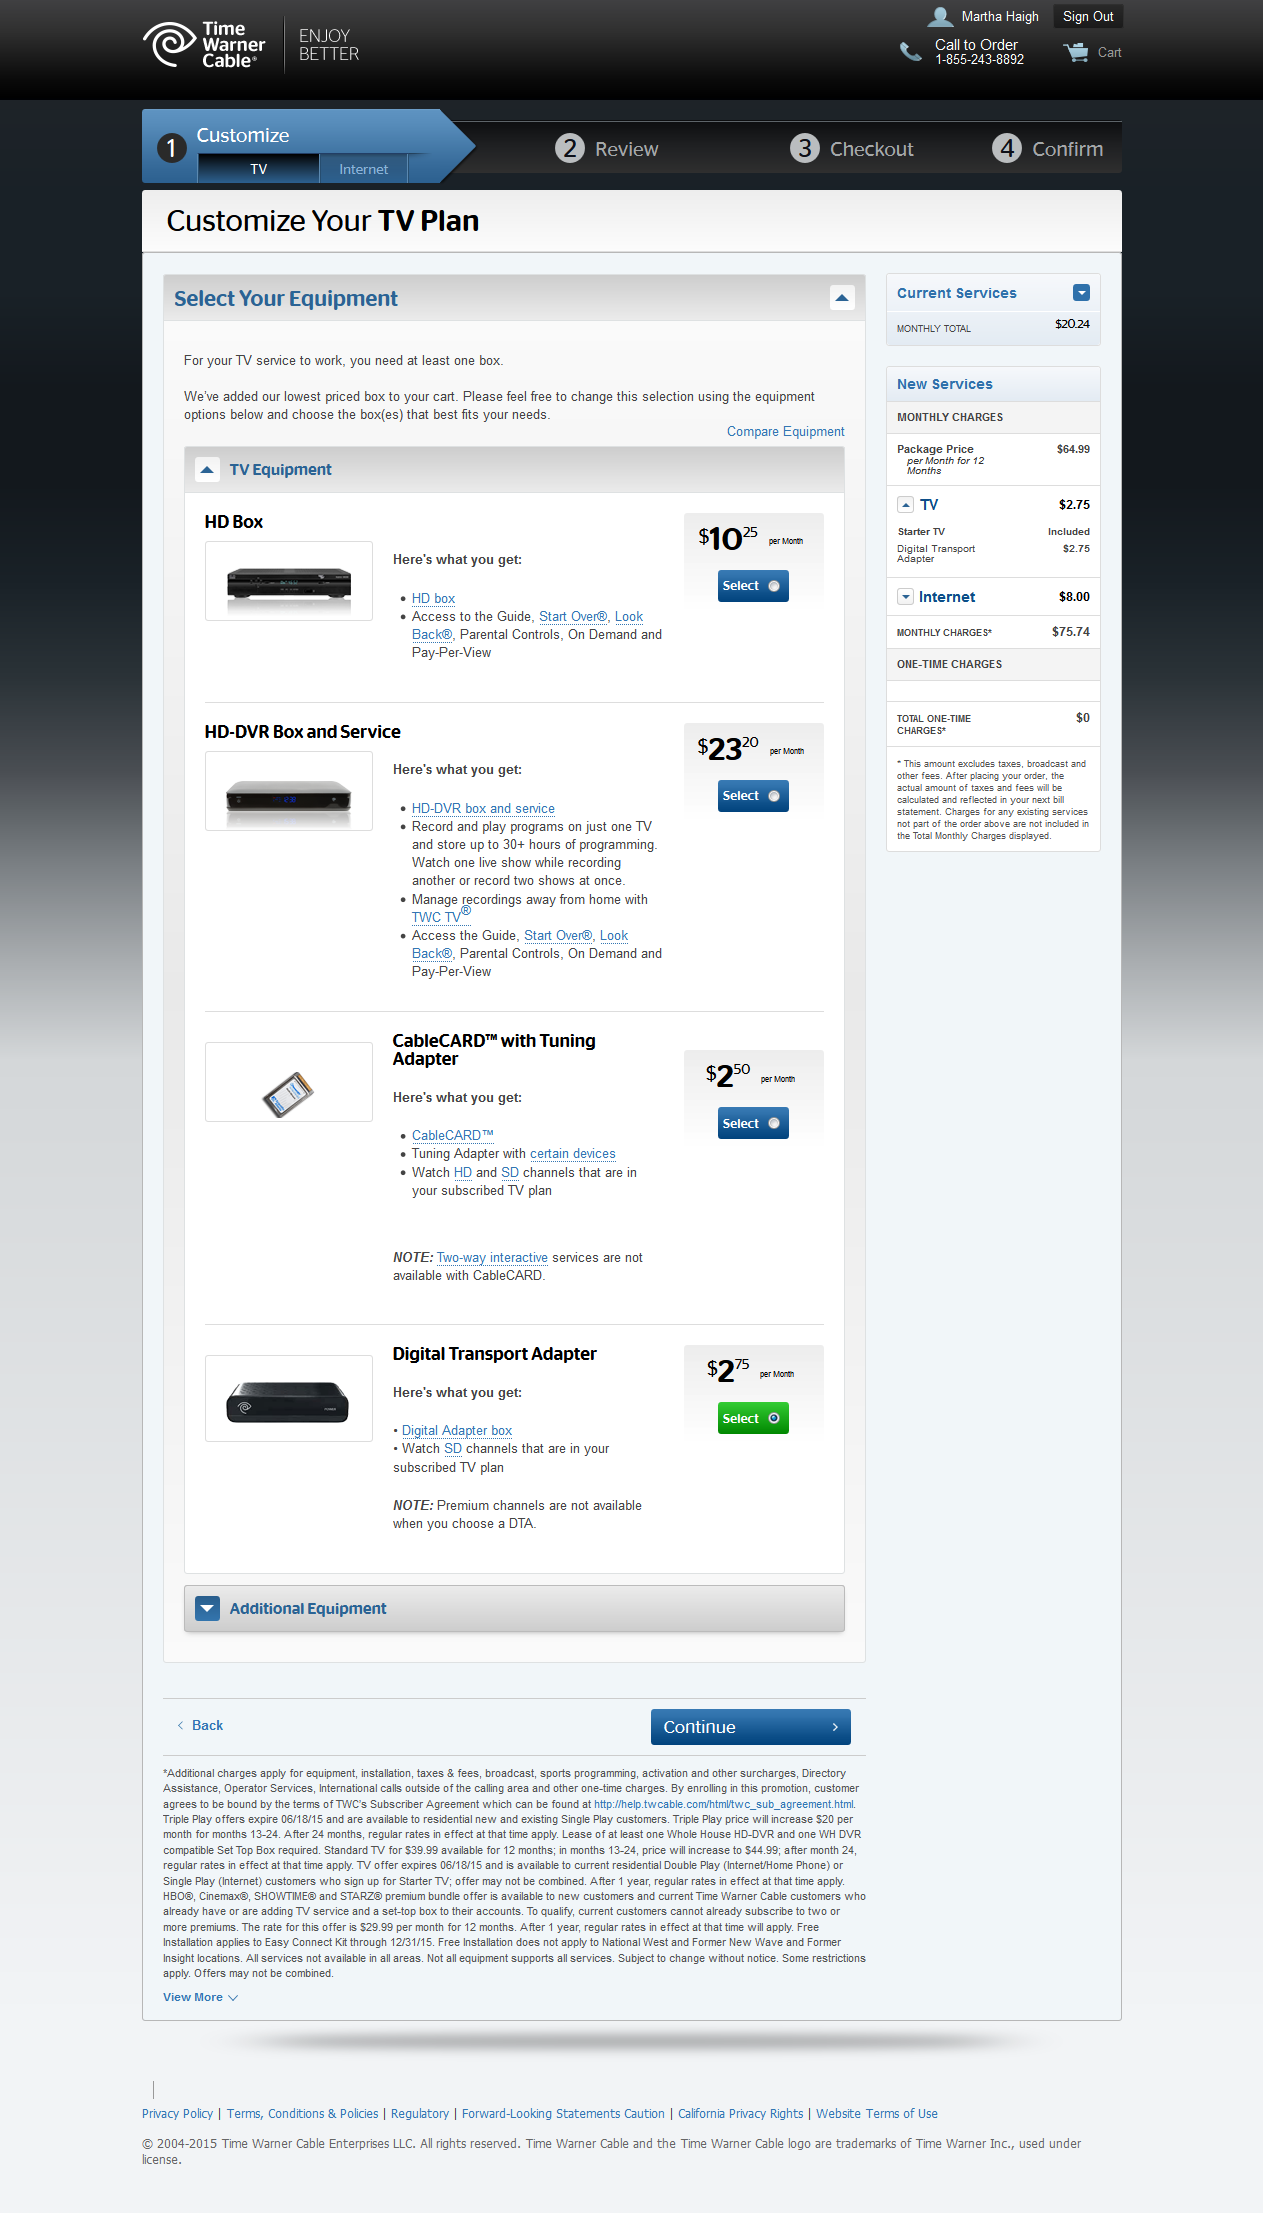 Time Warner Cable®
ENJOY BETTER
Martha Haigh
Sign Out
Call to Order
1-855-243-8892
Cart
1
Customize
TV
Internet
2 Review
3 Checkout
4 Confirm
Customize Your TV Plan
Select Your Equipment
For your TV service to work, you need at least one box.
We've added our lowest priced box to your cart. Please feel free to change this selection using the equipment
options below and choose the box(es) that best fits your needs.
Compare Equipment
TV Equipment
HD Box
Here's what you get:
• HD box
• Access to the Guide, Start Over®, Look
Back®, Parental Controls, On Demand and
Pay-Per-View
$10 25 per Month
Select
HD-DVR Box and Service
Here's what you get:
• HD-DVR box and service
• Record and play programs on just one TV
and store up to 30+ hours of programming.
Watch one live show while recording
another or record two shows at once.
• Manage recordings away from home with
TWC TV®
• Access the Guide, Start Over®, Look
Back®, Parental Controls, On Demand and
Pay-Per-View
$23 20 per Month
Select
CableCARD™ with Tuning
Adapter
Here's what you get:
• CableCARD™
• Tuning Adapter with certain devices
• Watch HD and SD channels that are in
your subscribed TV plan
NOTE: Two-way interactive services are not
available with CableCARD.
$2 50 per Month
Select
Digital Transport Adapter
Here's what you get:
• Digital Adapter box
• Watch SD channels that are in your
subscribed TV plan
NOTE: Premium channels are not available
when you choose a DTA.
$2 75 per Month
Select
Additional Equipment
Current Services
MONTHLY TOTAL $20.24
New Services
MONTHLY CHARGES
Package Price $64.99
per Month for 12
Months
TV $2.75
Starter TV Included
Digital Transport $2.75
Adapter
Internet $8.00
MONTHLY CHARGES* $75.74
ONE-TIME CHARGES
TOTAL ONE-TIME $0
CHARGES*
* This amount excludes taxes, broadcast and
other fees. After placing your order, the
actual amount of taxes and fees will be
calculated and reflected in your next bill
statement. Charges for any existing services
not part of the order above are not included in
the Total Monthly Charges displayed.
Back
Continue
*Additional charges apply for equipment, installation, taxes & fees, broadcast, sports programming, activation and other surcharges, Directory
Assistance, Operator Services, International calls outside of the calling area and other one-time charges. By enrolling in this promotion, customer
agrees to be bound by the terms of TWC's Subscriber Agreement which can be found at http://help.twcable.com/html/twc_sub_agreement.html.
Triple Play offers expire 06/18/15 and are available to residential new and existing Single Play customers. Triple Play price will increase $20 per
month for months 13-24. After 24 months, regular rates in effect at that time apply. Lease of at least one Whole House HD-DVR and one WH DVR
compatible Set Top Box required. Standard TV for $39.99 available for 12 months; in months 13-24, price will increase to $44.99; after month 24,
regular rates in effect at that time apply. TV offer expires 06/18/15 and is available to current residential Double Play (Internet/Home Phone) or
Single Play (Internet) customers who sign up for Starter TV; offer may not be combined. After 1 year, regular rates in effect at that time apply.
HBO®, Cinemax®, SHOWTIME® and STARZ® premium bundle offer is available to new customers and current Time Warner Cable customers who
already have or are adding TV service and a set-top box to their accounts. To qualify, current customers cannot already subscribe to two or
more premiums. The rate for this offer is $29.99 per month for 12 months. After 1 year, regular rates in effect at that time will apply. Free
Installation applies to Easy Connect Kit through 12/31/15. Free Installation does not apply to National West and Former New Wave and Former
Insight locations. All services not available in all areas. Not all equipment supports all services. Subject to change without notice. Some restrictions
apply. Offers may not be combined.
View More
Privacy Policy | Terms, Conditions & Policies | Regulatory | Forward-Looking Statements Caution | California Privacy Rights | Website Terms of Use
© 2004-2015 Time Warner Cable Enterprises LLC. All rights reserved. Time Warner Cable and the Time Warner Cable logo are trademarks of Time Warner Inc., used under
license.